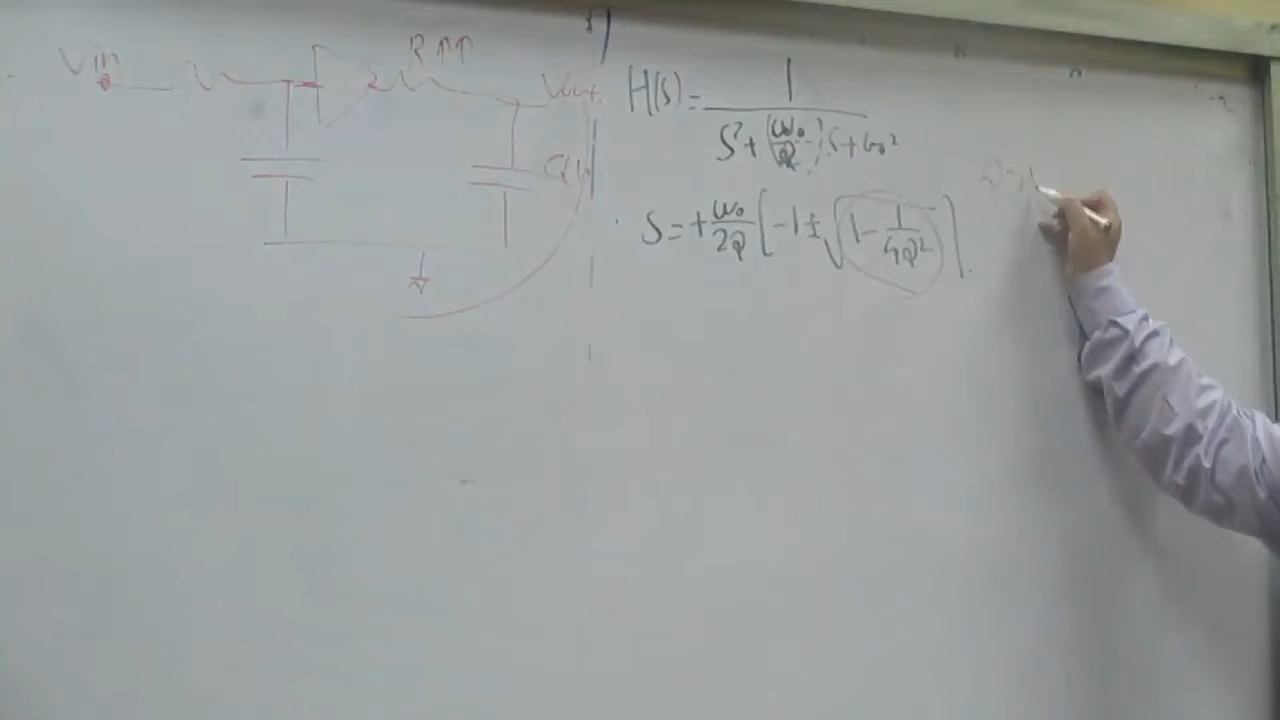 Vin
R↑↑
Vout
H(s) = 1 / (s² + (ω₀/Q)s + ω₀²)
S = + ω₀/2Q [ -1 ± √(1 - 1/4Q²) ].